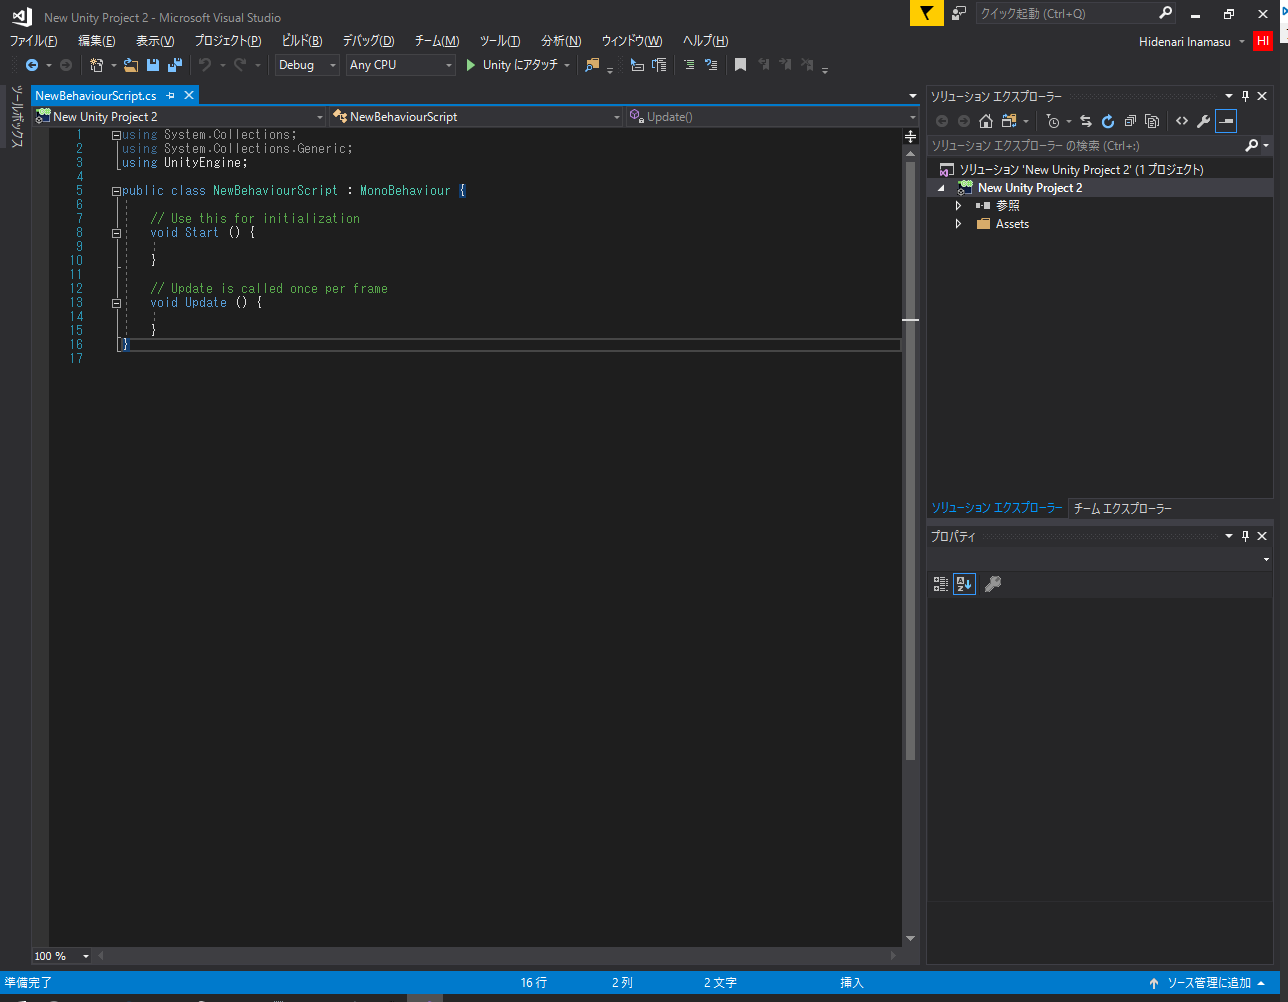 New Unity Project 2 - Microsoft Visual Studio
クイック起動 (Ctrl+Q)
ファイル(F) 編集(E) 表示(V) プロジェクト(P) ビルド(B) デバッグ(D) チーム(M) ツール(T) 分析(N) ウィンドウ(W) ヘルプ(H)
Hidenari Inamasu HI
Debug Any CPU Unity にアタッチ
ツールボックス
NewBehaviourScript.cs
New Unity Project 2 NewBehaviourScript Update()
1 using System.Collections;
2 using System.Collections.Generic;
3 using UnityEngine;
4
5 public class NewBehaviourScript : MonoBehaviour {
6
7 // Use this for initialization
8 void Start () {
9
10 }
11
12 // Update is called once per frame
13 void Update () {
14
15 }
16 }
17
100 %
ソリューション エクスプローラー
ソリューション エクスプローラー の検索 (Ctrl+:)
ソリューション 'New Unity Project 2' (1 プロジェクト)
New Unity Project 2
参照
Assets
ソリューション エクスプローラー チーム エクスプローラー
プロパティ
準備完了 16 行 2 列 2 文字 挿入 ソース管理に追加